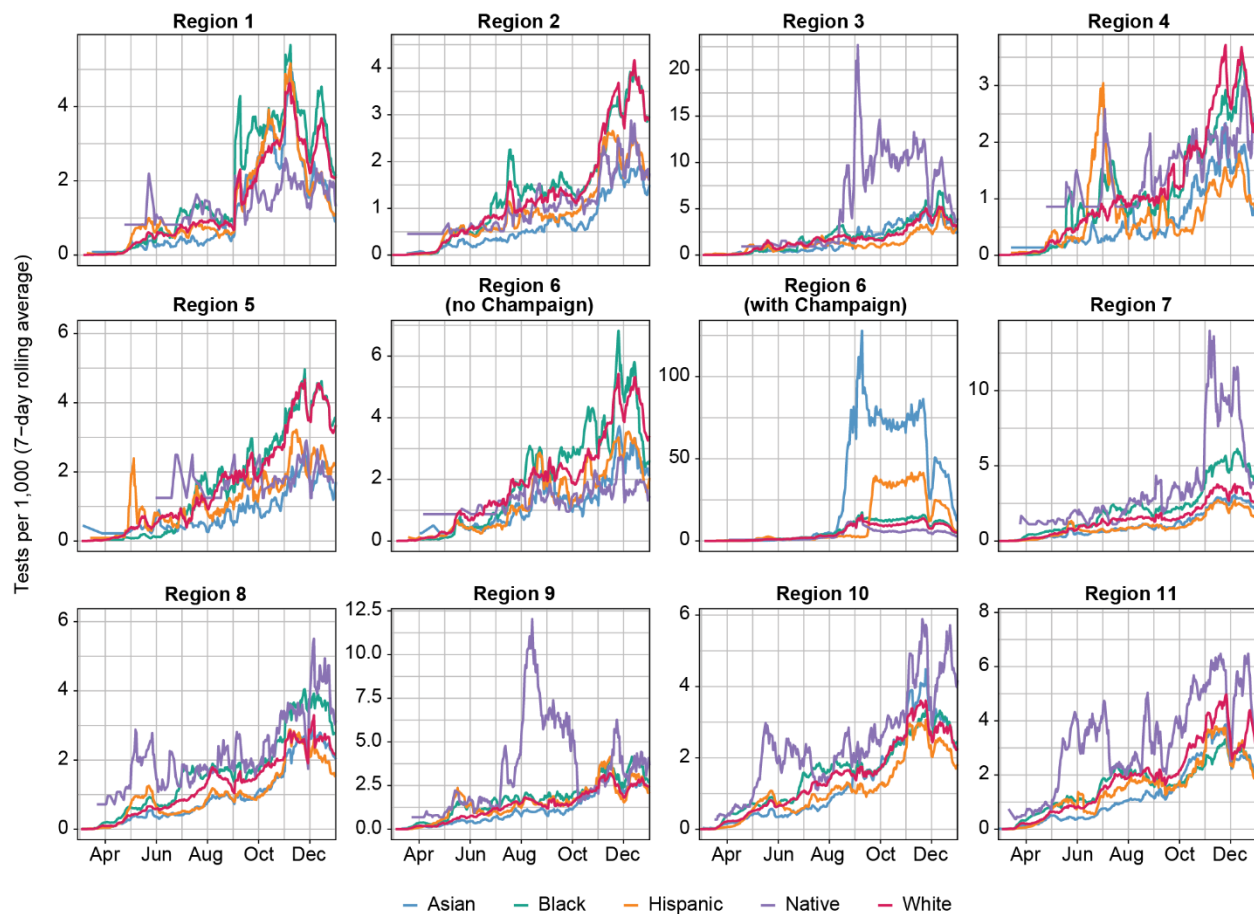 Region 1
Region 2
Region 3
Region 4
0
2
4
0
1
2
3
4
0
5
10
15
20
0
1
2
3
Region 5
Region 6
(no Champaign)
Region 6
(with Champaign)
Region 7
0
2
4
6
0
2
4
6
0
50
100
0
5
10
Region 8
Region 9
Region 10
Region 11
0
2
4
6
0.0
2.5
5.0
7.5
10.0
12.5
0
2
4
6
0
2
4
6
8
Apr Jun Aug Oct Dec
Apr Jun Aug Oct Dec
Apr Jun Aug Oct Dec
Apr Jun Aug Oct Dec
Tests per 1,000 (7−day rolling average)
Asian Black Hispanic Native White